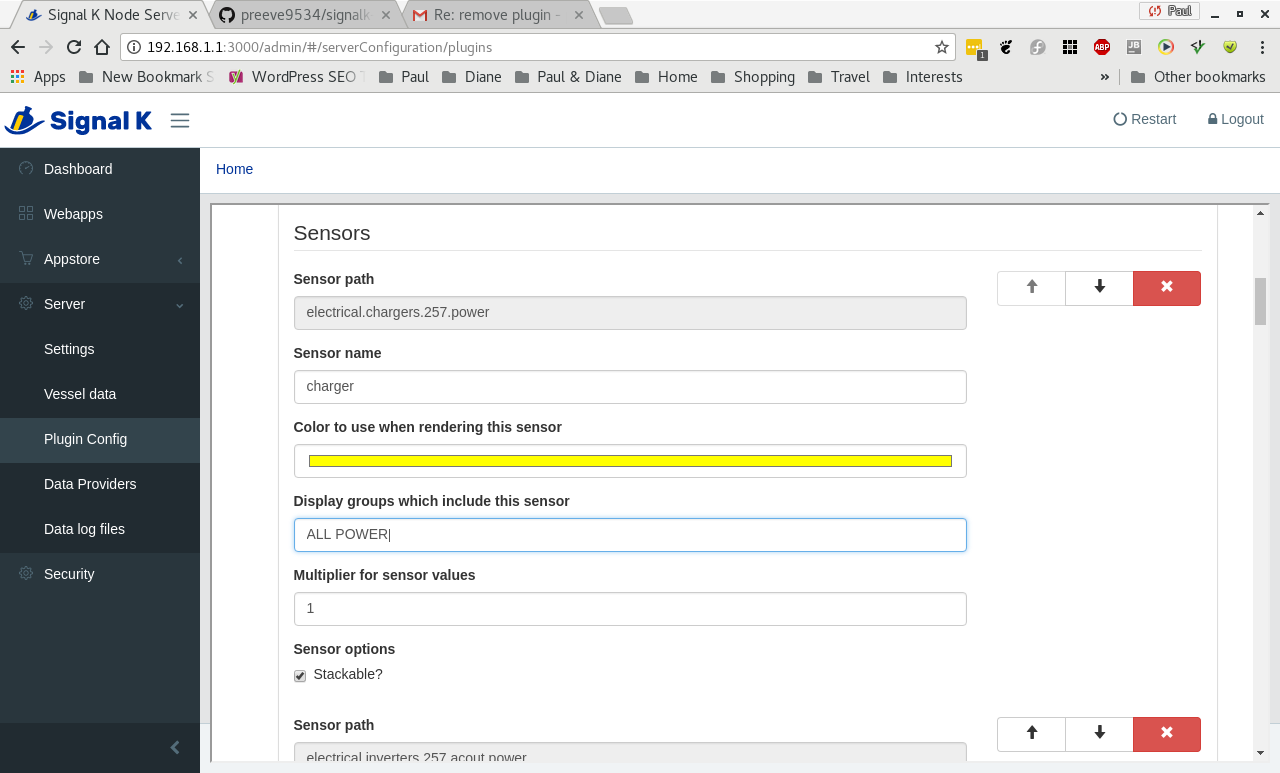 Signal K Node Serve
preeve9534/signalk
Re: remove plugin -
Paul
192.168.1.1:3000/admin/#/serverConfiguration/plugins
1
ABP
JB
Apps
New Bookmark S
WordPress SEO T
Paul
Diane
Paul & Diane
Home
Shopping
Travel
Interests
»
Other bookmarks
Signal K
Restart
Logout
Dashboard
Webapps
Appstore
Server
Settings
Vessel data
Plugin Config
Data Providers
Data log files
Security
Home
Sensors
Sensor path
electrical.chargers.257.power
Sensor name
charger
Color to use when rendering this sensor
Display groups which include this sensor
ALL POWER
Multiplier for sensor values
1
Sensor options
Stackable?
Sensor path
electrical.inverters.257.acout.power